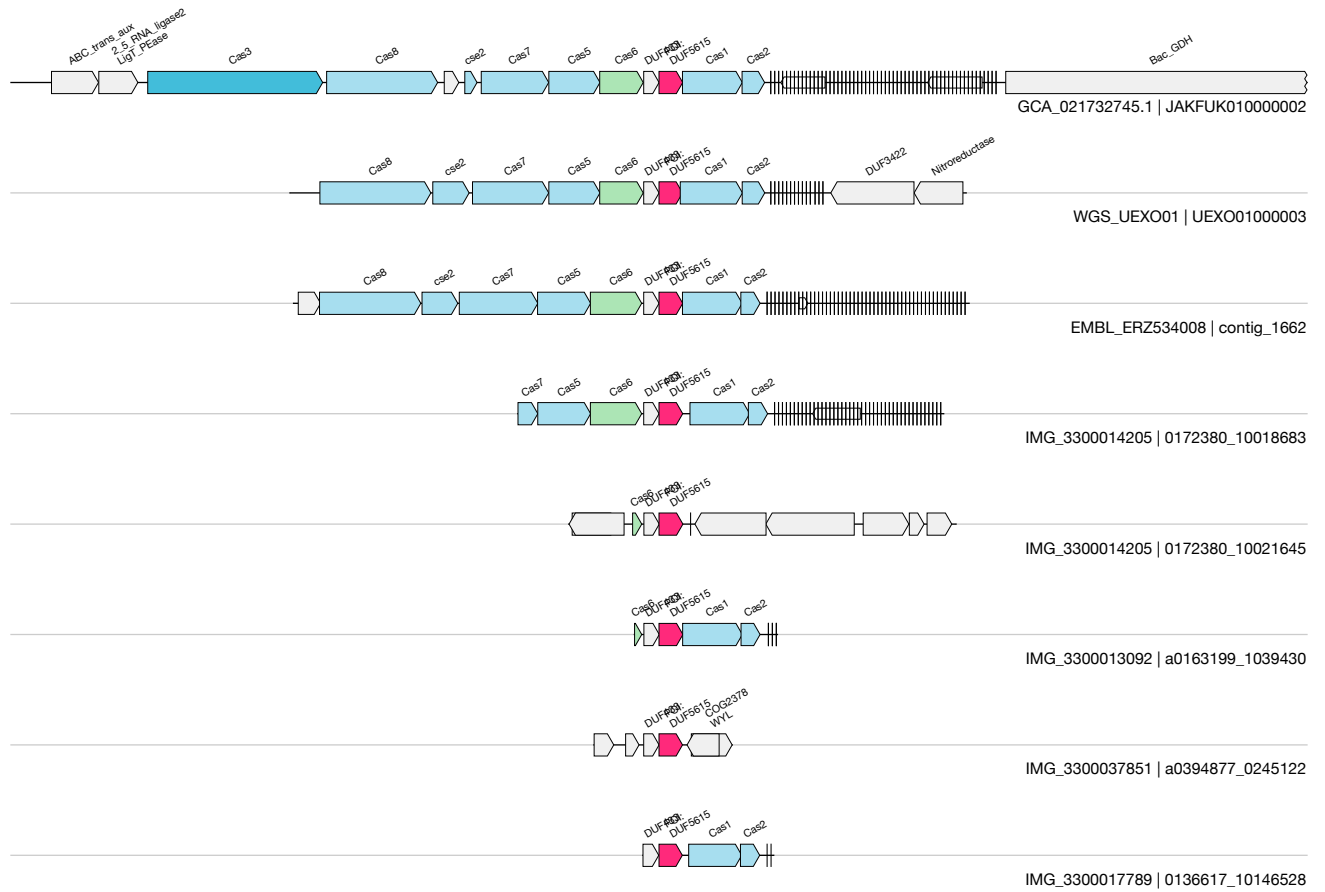 ABC_trans_aux
2_5_RNA_ligase2
LigT_PEase
Cas3
Cas8
cse2
Cas7
Cas5
Cas6
DUF5615
Cas1
Cas2
Bac_GDH
GCA_021732745.1 | JAKFUK010000002
Cas8
cse2
Cas7
Cas5
Cas6
DUF5615
Cas1
Cas2
DUF3422
Nitroreductase
WGS_UEXO01 | UEXO01000003
Cas8
cse2
Cas7
Cas5
Cas6
DUF5615
Cas1
Cas2
EMBL_ERZ534008 | contig_1662
Cas7
Cas5
Cas6
DUF5615
Cas1
Cas2
IMG_3300014205 | 0172380_10018683
Cas6
DUF5615
IMG_3300014205 | 0172380_10021645
Cas6
DUF5615
Cas1
Cas2
IMG_3300013092 | a0163199_1039430
DUF5615
COG2378
WYL
IMG_3300037851 | a0394877_0245122
DUF5615
Cas1
Cas2
IMG_3300017789 | 0136617_10146528